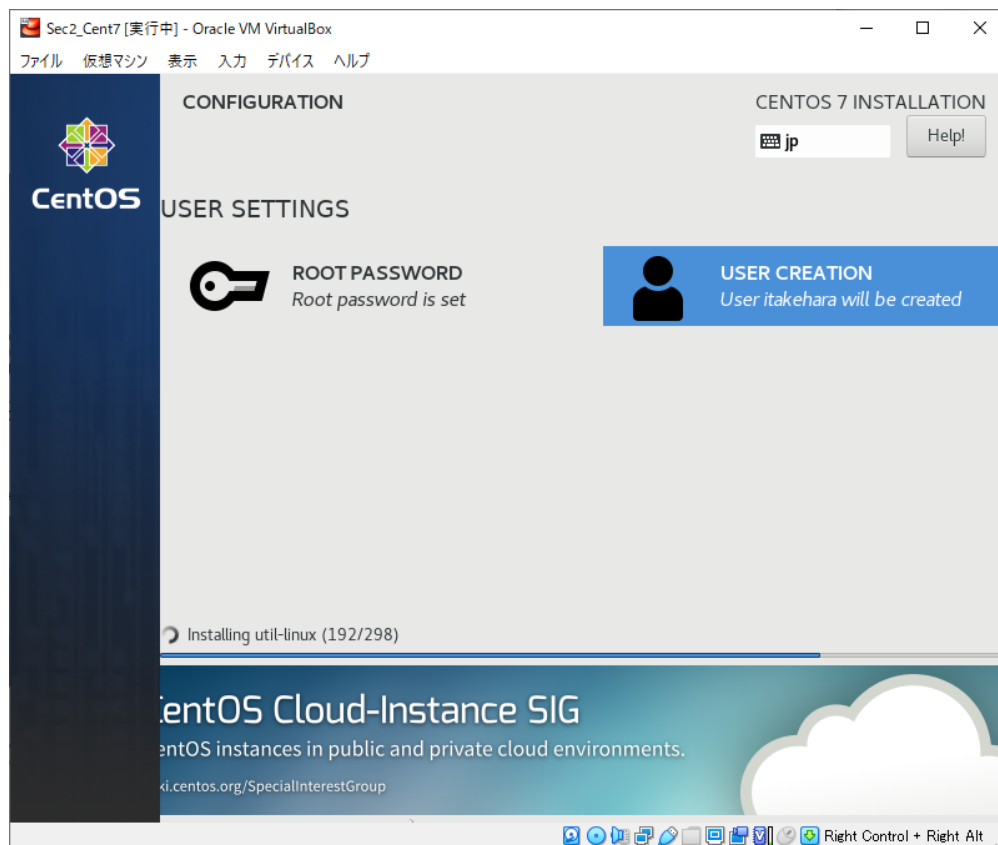 Sec2_Cent7 [実行中] - Oracle VM VirtualBox
ファイル 仮想マシン 表示 入力 デバイス ヘルプ
CentOS
CONFIGURATION
CENTOS 7 INSTALLATION
jp
Help!
USER SETTINGS
ROOT PASSWORD
Root password is set
USER CREATION
User itakehara will be created
Installing util-linux (192/298)
entOS Cloud-Instance SIG
entOS instances in public and private cloud environments.
ki.centos.org/SpecialInterestGroup
Right Control + Right Alt